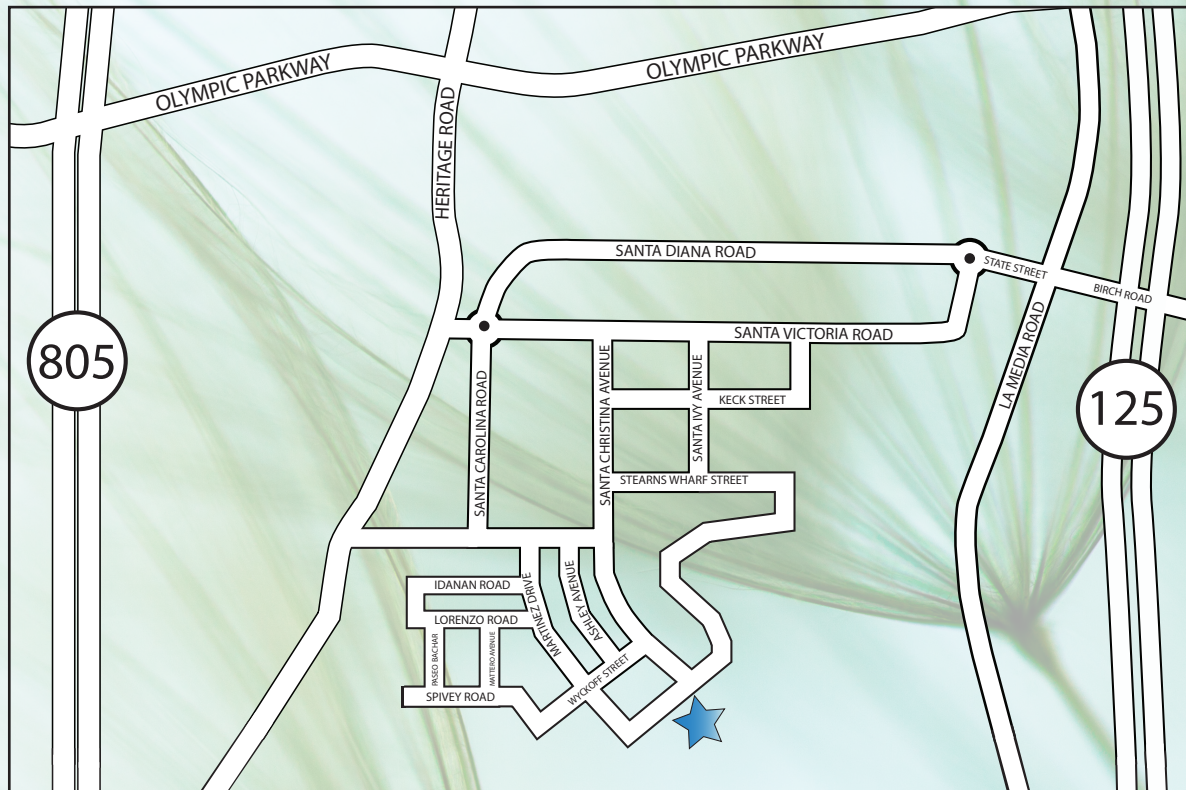 OLYMPIC PARKWAY
OLYMPIC PARKWAY
HERITAGE ROAD
SANTA DIANA ROAD
STATE STREET
BIRCH ROAD
SANTA VICTORIA ROAD
LA MEDIA ROAD
805
125
SANTA CAROLINA ROAD
SANTA CHRISTINA AVENUE
SANTA IVY AVENUE
KECK STREET
STEARNS WHARF STREET
IDANAN ROAD
MARTINEZ DRIVE
ASHLEY AVENUE
LORENZO ROAD
PASEO BACHAR
MATTERO AVENUE
WYCKOFF STREET
SPIVEY ROAD